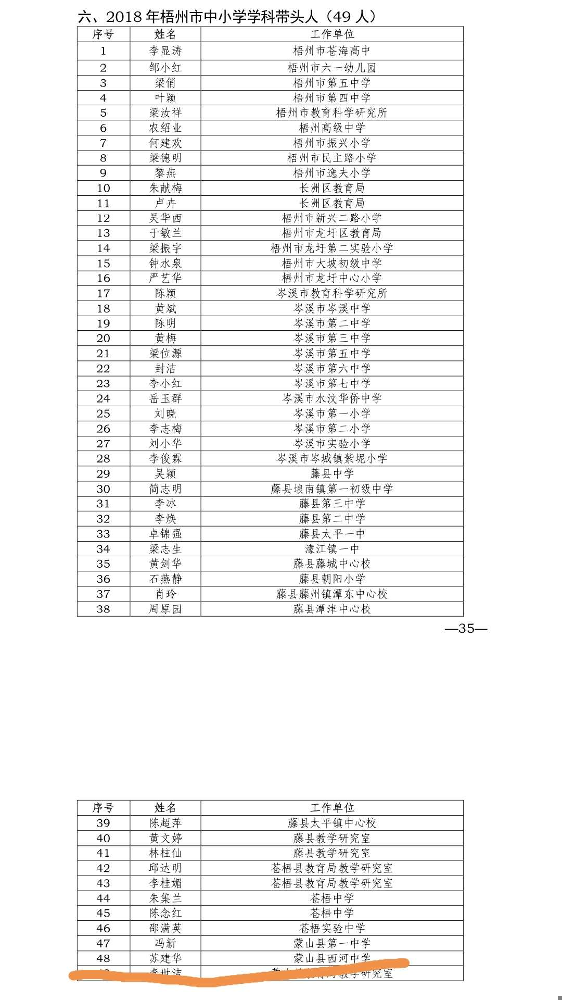 六、2018 年梧州市中小学学科带头人（49 人）
序号 姓名 工作单位
1 李显涛 梧州市苍海高中
2 邹小红 梧州市六一幼儿园
3 梁俏 梧州市第五中学
4 叶颖 梧州市第四中学
5 梁汝祥 梧州市教育科学研究所
6 农绍业 梧州高级中学
7 何建欢 梧州市振兴小学
8 梁德明 梧州市民主路小学
9 黎燕 梧州市逸夫小学
10 朱献梅 长洲区教育局
11 卢卉 长洲区教育局
12 吴华西 梧州市新兴二路小学
13 于敏兰 梧州市龙圩区教育局
14 梁振宇 梧州市龙圩第二实验小学
15 钟水泉 梧州市大坡初级中学
16 严艺华 梧州市龙圩中心小学
17 陈颖 岑溪市教育科学研究所
18 黄斌 岑溪市岑溪中学
19 陈明 岑溪市第二中学
20 黄梅 岑溪市第三中学
21 梁位源 岑溪市第五中学
22 封洁 岑溪市第六中学
23 李小红 岑溪市第七中学
24 岳玉群 岑溪市水汶华侨中学
25 刘晓 岑溪市第一小学
26 李志梅 岑溪市第二小学
27 刘小华 岑溪市实验小学
28 李俊霖 岑溪市岑城镇紫坭小学
29 吴颖 藤县中学
30 简志明 藤县埌南镇第一初级中学
31 李冰 藤县第三中学
32 李焕 藤县第二中学
33 卓锦强 藤县太平一中
34 梁志生 濛江镇一中
35 黄剑华 藤县藤城中心校
36 石燕静 藤县朝阳小学
37 肖玲 藤县藤州镇潭东中心校
38 周原园 藤县潭津中心校
—35—
序号 姓名 工作单位
39 陈超萍 藤县太平镇中心校
40 黄文婷 藤县教学研究室
41 林柱仙 藤县教学研究室
42 邱达明 苍梧县教育局教学研究室
43 李桂媚 苍梧县教育局教学研究室
44 朱集兰 苍梧中学
45 陈念红 苍梧中学
46 邵满英 苍梧实验中学
47 冯新 蒙山县第一中学
48 苏建华 蒙山县西河中学
李世洁 蒙山县教育局教学研究室